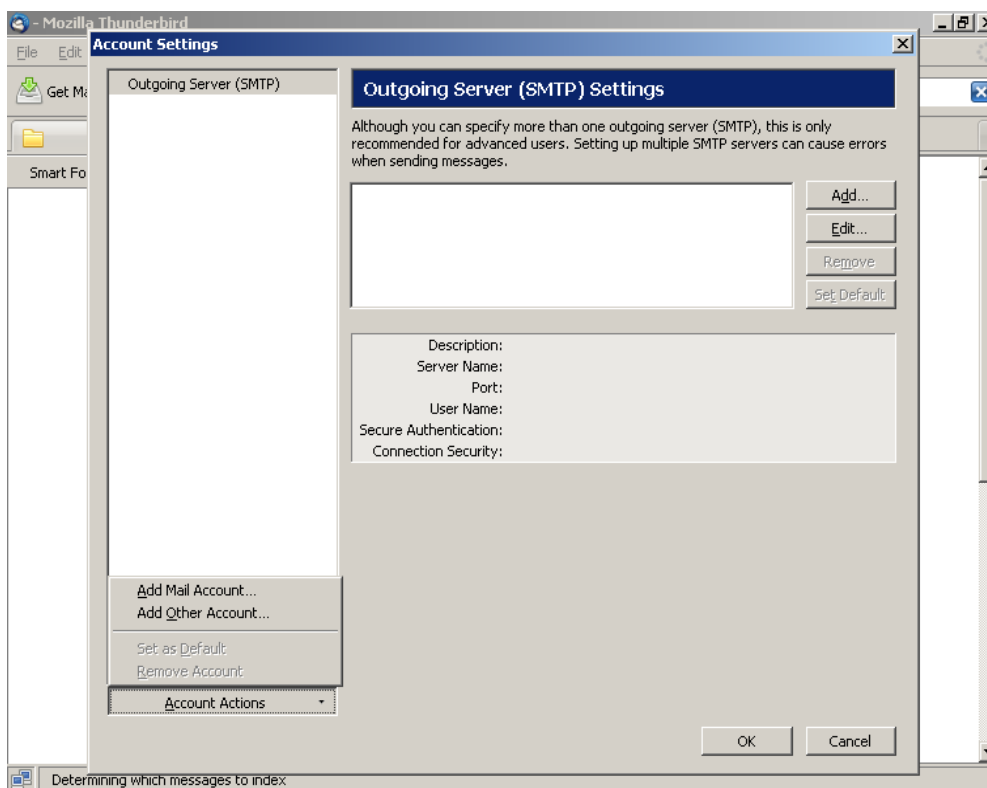 - Mozilla Thunderbird
File Edit
Account Settings
Get Ma
Smart Fo
Outgoing Server (SMTP)
Outgoing Server (SMTP) Settings
Although you can specify more than one outgoing server (SMTP), this is only
recommended for advanced users. Setting up multiple SMTP servers can cause errors
when sending messages.
Add...
Edit...
Remove
Set Default
Description:
Server Name:
Port:
User Name:
Secure Authentication:
Connection Security:
Add Mail Account...
Add Other Account...
Set as Default
Remove Account
Account Actions
OK Cancel
Determining which messages to index